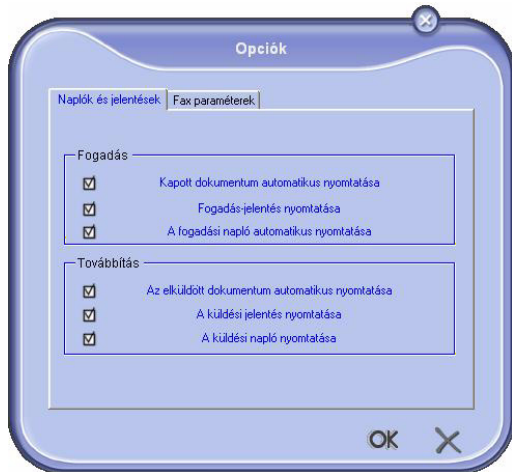 Opciók
Naplók és jelentések Fax paraméterek
Fogadás
Kapott dokumentum automatikus nyomtatása
Fogadás-jelentés nyomtatása
A fogadási napló automatikus nyomtatása
Továbbítás
Az elküldött dokumentum automatikus nyomtatása
A küldési jelentés nyomtatása
A küldési napló nyomtatása
OK